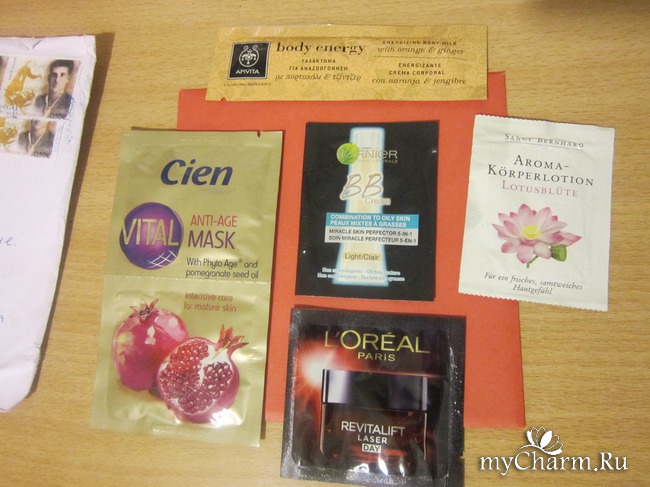 body energy
ENERGIZING BODY MILK
with orange & ginger
APIVITA
ΓΑΛΑΚΤΩΜΑ
ΓΙΑ ΑΝΑΖΩΟΓΟΝΗΣΗ
με πορτοκάλι & τζίντζερ
ENERGIZANTE
CREMA CORPORAL
con naranja & jengibre
Cien
VITAL
ANTI-AGE
MASK
With Phyto Age® and
pomegranate seed oil
Intensive care
for mature skin
GARNIER
BB
Cream
COMBINATION TO OILY SKIN
PEAUX MIXTES À GRASSES
MIRACLE SKIN PERFECTOR 5-IN-1
SOIN MIRACLE PERFECTEUR 5-EN-1
Light/Clair
SANCT BERNHARD
AROMA-
KÖRPERLOTION
LOTUSBLÜTE
Für ein frisches, samtweiches
Hautgefühl
L'ORÉAL
PARIS
REVITALIFT
LASER
DAY
myCharm.Ru